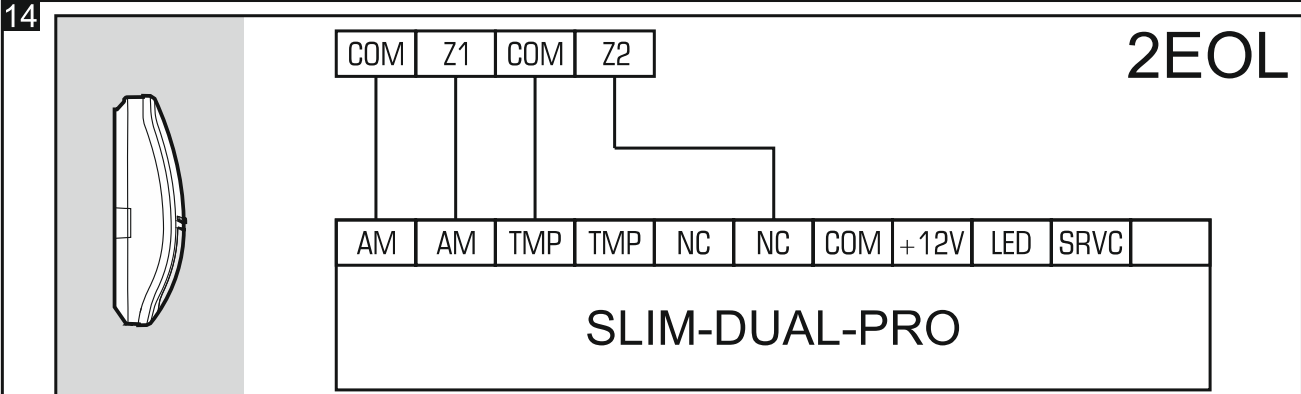 14
2EOL
COM Z1 COM Z2
AM AM TMP TMP NC NC COM +12V LED SRVC
SLIM-DUAL-PRO